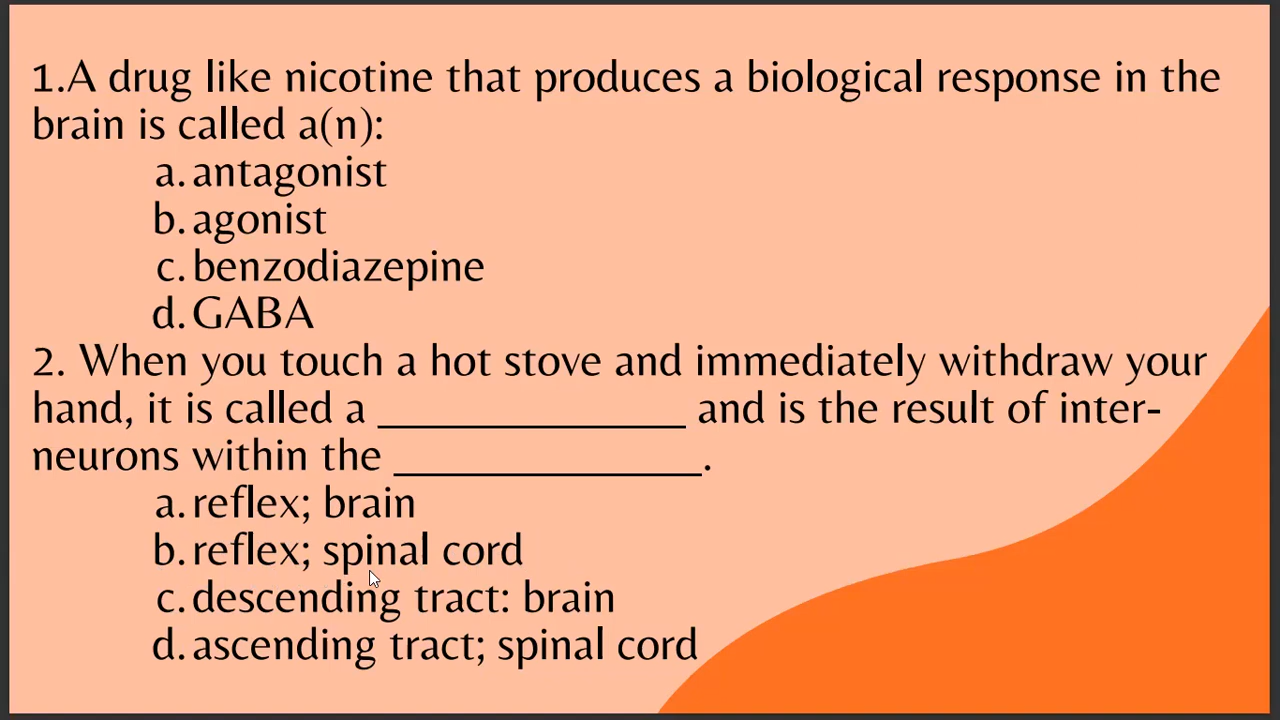 1.A drug like nicotine that produces a biological response in the
brain is called a(n):
a. antagonist
b. agonist
c. benzodiazepine
d. GABA
2. When you touch a hot stove and immediately withdraw your
hand, it is called a ______________ and is the result of inter-
neurons within the ______________.
a. reflex; brain
b. reflex; spinal cord
c. descending tract: brain
d. ascending tract; spinal cord